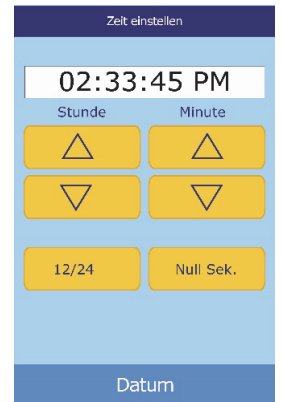 Zeit einstellen
02:33:45 PM
Stunde Minute
12/24 Null Sek.
Datum